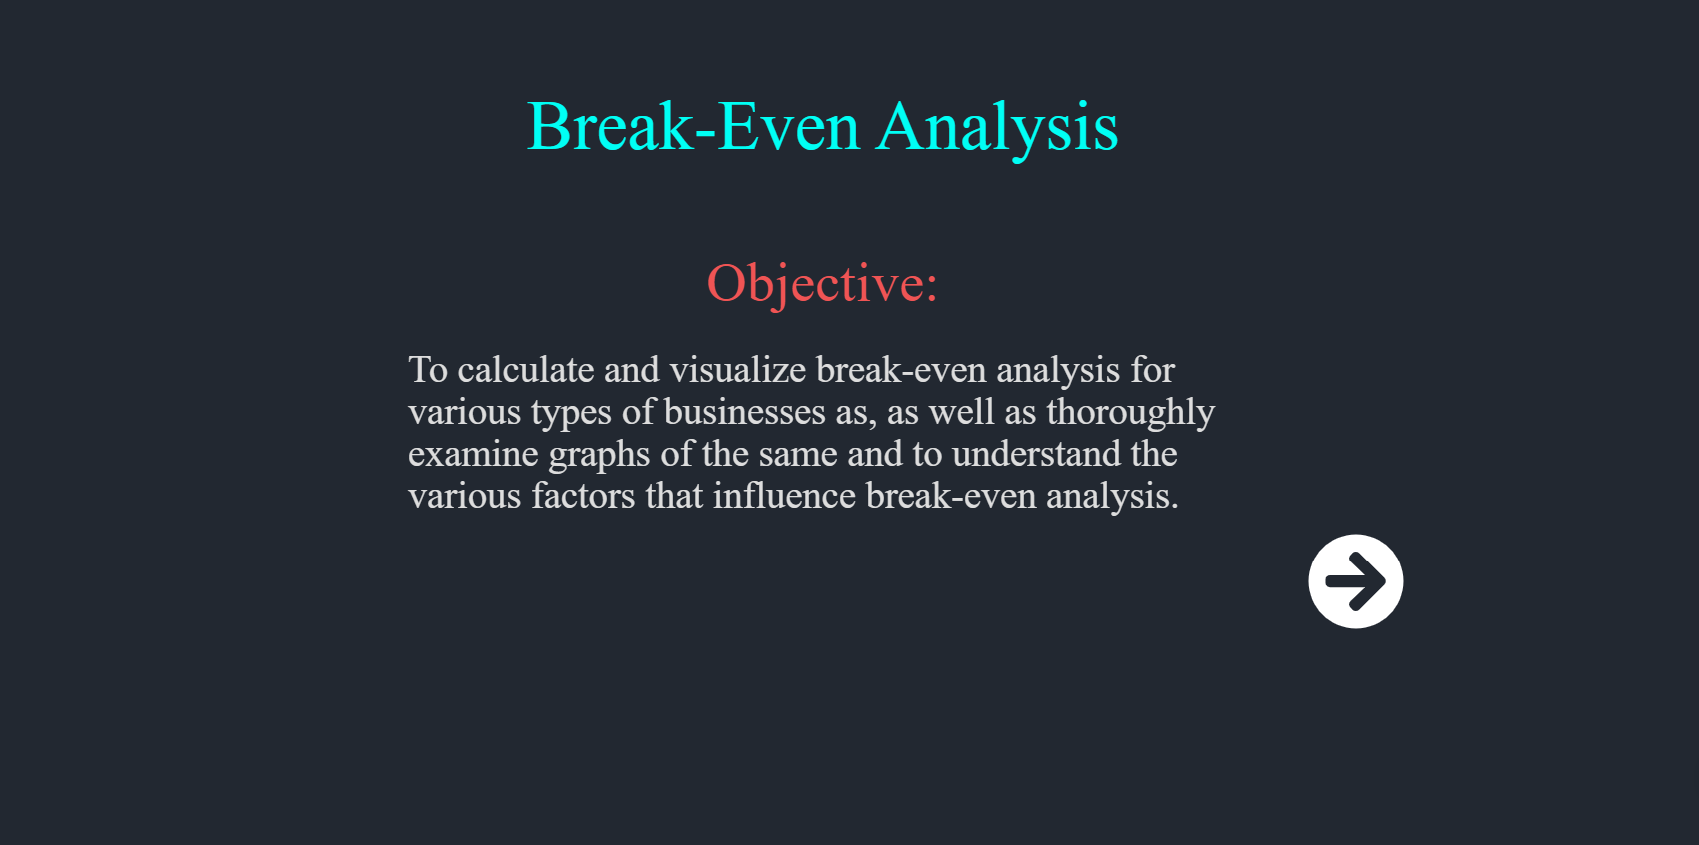 Break-Even Analysis
Objective:
To calculate and visualize break-even analysis for
various types of businesses as, as well as thoroughly
examine graphs of the same and to understand the
various factors that influence break-even analysis.